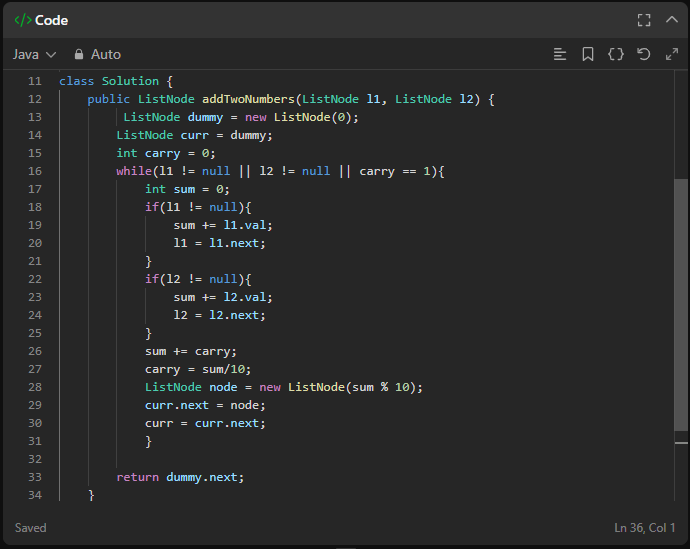 </> Code
Java Auto
11 class Solution {
12 public ListNode addTwoNumbers(ListNode l1, ListNode l2) {
13 ListNode dummy = new ListNode(0);
14 ListNode curr = dummy;
15 int carry = 0;
16 while(l1 != null || l2 != null || carry == 1){
17 int sum = 0;
18 if(l1 != null){
19 sum += l1.val;
20 l1 = l1.next;
21 }
22 if(l2 != null){
23 sum += l2.val;
24 l2 = l2.next;
25 }
26 sum += carry;
27 carry = sum/10;
28 ListNode node = new ListNode(sum % 10);
29 curr.next = node;
30 curr = curr.next;
31 }
32
33 return dummy.next;
34 }
Saved Ln 36, Col 1